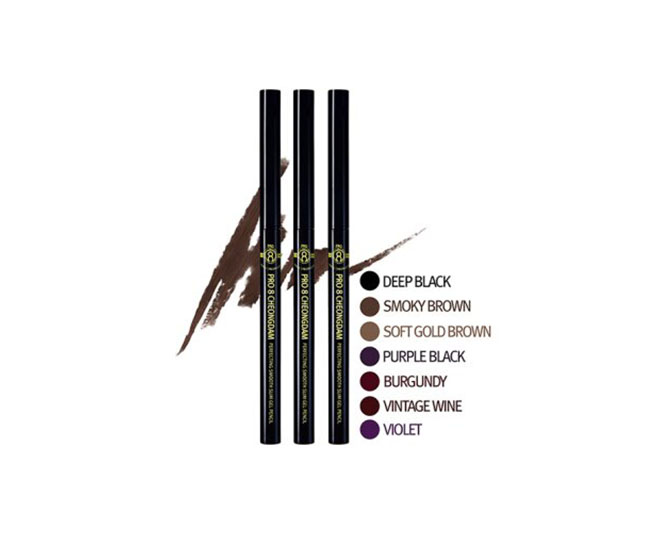 PRO 8 CHEONGDAM
PERFECTING SMOOTH SLIM GEL PENCIL
PRO 8 CHEONGDAM
PERFECTING SMOOTH SLIM GEL PENCIL
PRO 8 CHEONGDAM
PERFECTING SMOOTH SLIM GEL PENCIL
DEEP BLACK
SMOKY BROWN
SOFT GOLD BROWN
PURPLE BLACK
BURGUNDY
VINTAGE WINE
VIOLET